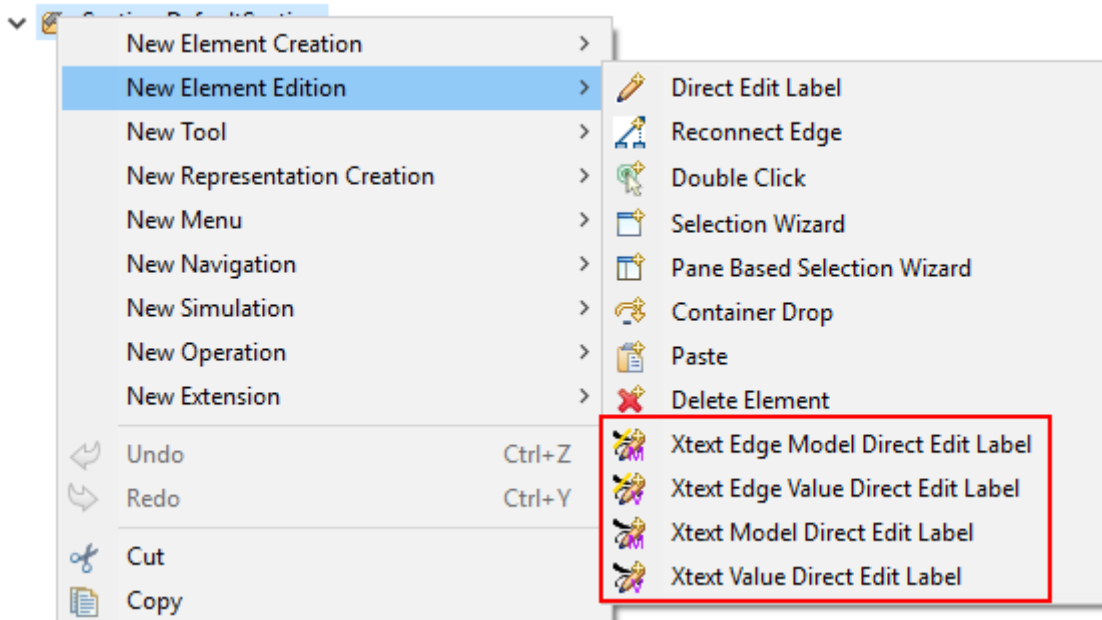 New Element Creation
New Element Edition
New Tool
New Representation Creation
New Menu
New Navigation
New Simulation
New Operation
New Extension
Undo Ctrl+Z
Redo Ctrl+Y
Cut
Copy
Direct Edit Label
Reconnect Edge
Double Click
Selection Wizard
Pane Based Selection Wizard
Container Drop
Paste
Delete Element
Xtext Edge Model Direct Edit Label
Xtext Edge Value Direct Edit Label
Xtext Model Direct Edit Label
Xtext Value Direct Edit Label